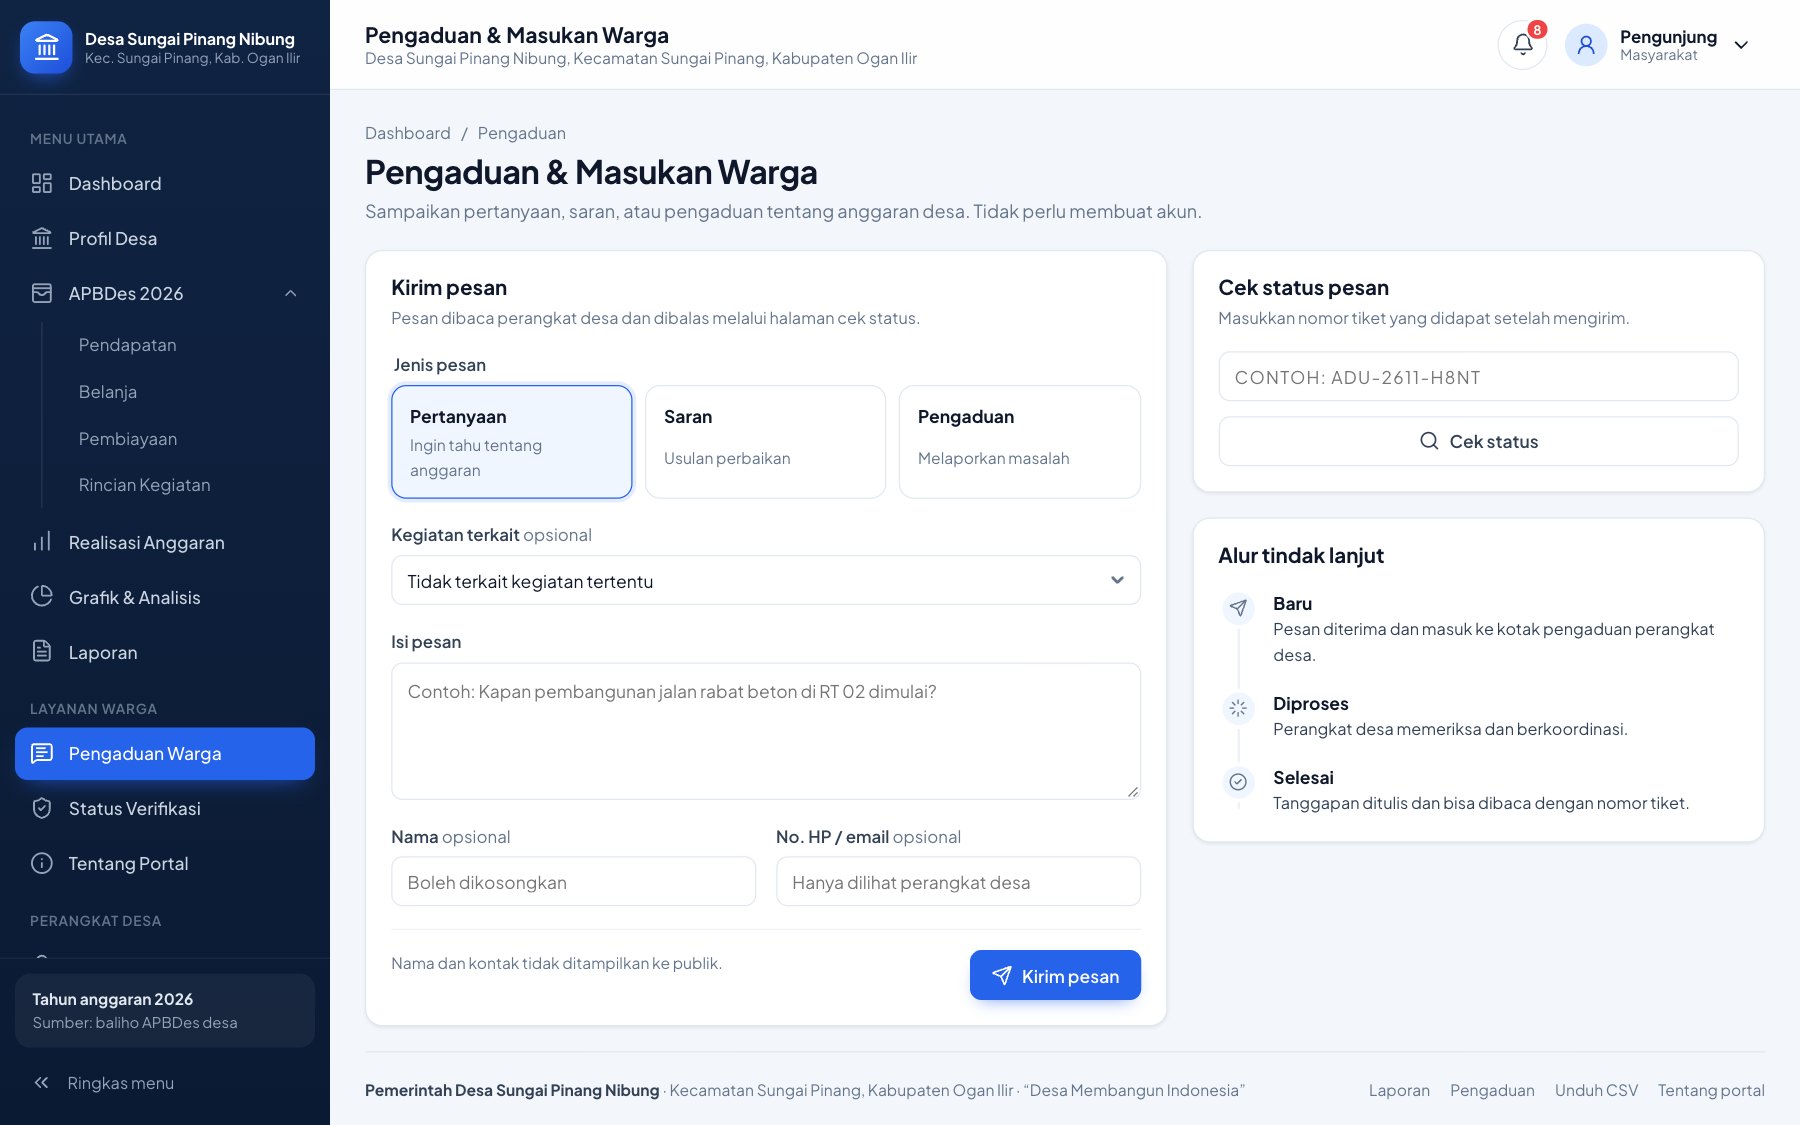 Desa Sungai Pinang Nibung
Kec. Sungai Pinang, Kab. Ogan Ilir
MENU UTAMA
Dashboard
Profil Desa
APBDes 2026
Pendapatan
Belanja
Pembiayaan
Rincian Kegiatan
Realisasi Anggaran
Grafik & Analisis
Laporan
LAYANAN WARGA
Pengaduan Warga
Status Verifikasi
Tentang Portal
PERANGKAT DESA
Tahun anggaran 2026
Sumber: baliho APBDes desa
Ringkas menu
Pengaduan & Masukan Warga
Desa Sungai Pinang Nibung, Kecamatan Sungai Pinang, Kabupaten Ogan Ilir
8
Pengunjung
Masyarakat
Dashboard / Pengaduan
Pengaduan & Masukan Warga
Sampaikan pertanyaan, saran, atau pengaduan tentang anggaran desa. Tidak perlu membuat akun.
Kirim pesan
Pesan dibaca perangkat desa dan dibalas melalui halaman cek status.
Jenis pesan
Pertanyaan
Ingin tahu tentang
anggaran
Saran
Usulan perbaikan
Pengaduan
Melaporkan masalah
Kegiatan terkait opsional
Tidak terkait kegiatan tertentu
Isi pesan
Contoh: Kapan pembangunan jalan rabat beton di RT 02 dimulai?
Nama opsional
Boleh dikosongkan
No. HP / email opsional
Hanya dilihat perangkat desa
Nama dan kontak tidak ditampilkan ke publik.
Kirim pesan
Cek status pesan
Masukkan nomor tiket yang didapat setelah mengirim.
CONTOH: ADU-2611-H8NT
Cek status
Alur tindak lanjut
Baru
Pesan diterima dan masuk ke kotak pengaduan perangkat
desa.
Diproses
Perangkat desa memeriksa dan berkoordinasi.
Selesai
Tanggapan ditulis dan bisa dibaca dengan nomor tiket.
Pemerintah Desa Sungai Pinang Nibung · Kecamatan Sungai Pinang, Kabupaten Ogan Ilir · “Desa Membangun Indonesia”
Laporan Pengaduan Unduh CSV Tentang portal